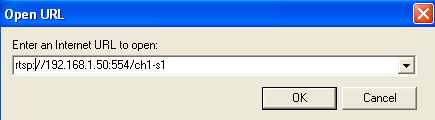 Open URL
Enter an Internet URL to open:
rtsp://192.168.1.50:554/ch1-s1
OK Cancel